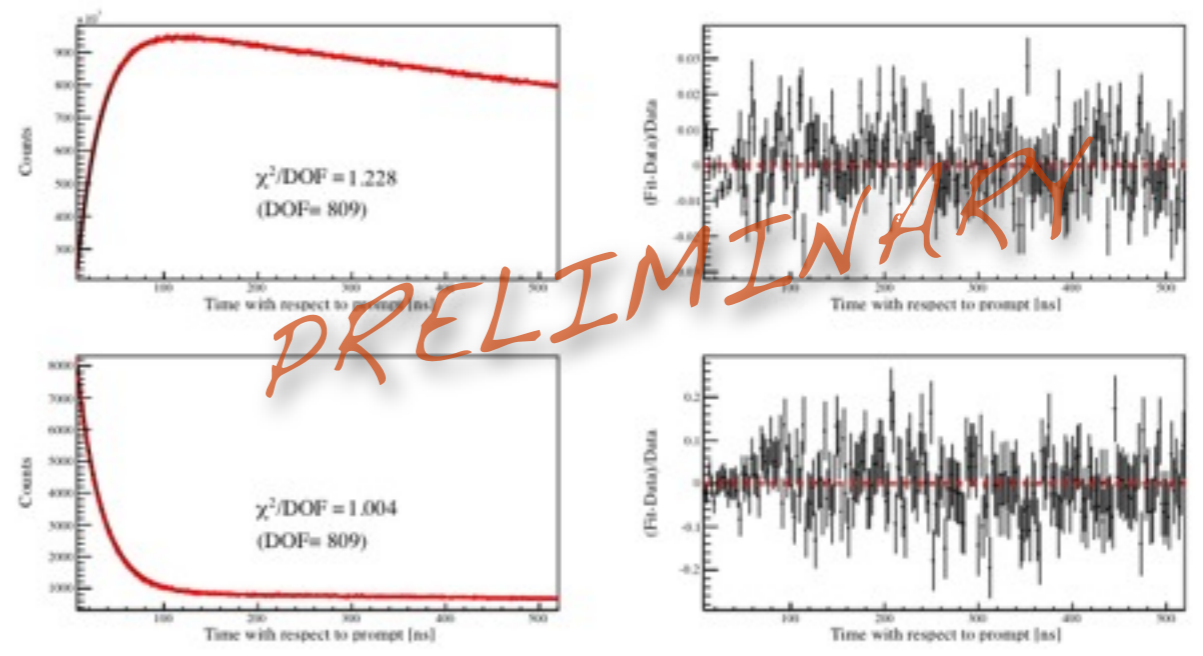 900
800
700
600
500
400
300
Counts
χ²/DOF = 1.228
(DOF= 809)
100 200 300 400 500
Time with respect to prompt [ns]
0.03
0.02
0
-0.01
(Fit-Data)/Data
100 200 300 400 500
Time with respect to prompt [ns]
PRELIMINARY
8000
7000
6000
5000
4000
3000
2000
1000
Counts
χ²/DOF = 1.004
(DOF= 809)
100 200 300 400 500
Time with respect to prompt [ns]
0.2
0.1
0
-0.1
-0.2
(Fit-Data)/Data
100 200 300 400 500
Time with respect to prompt [ns]